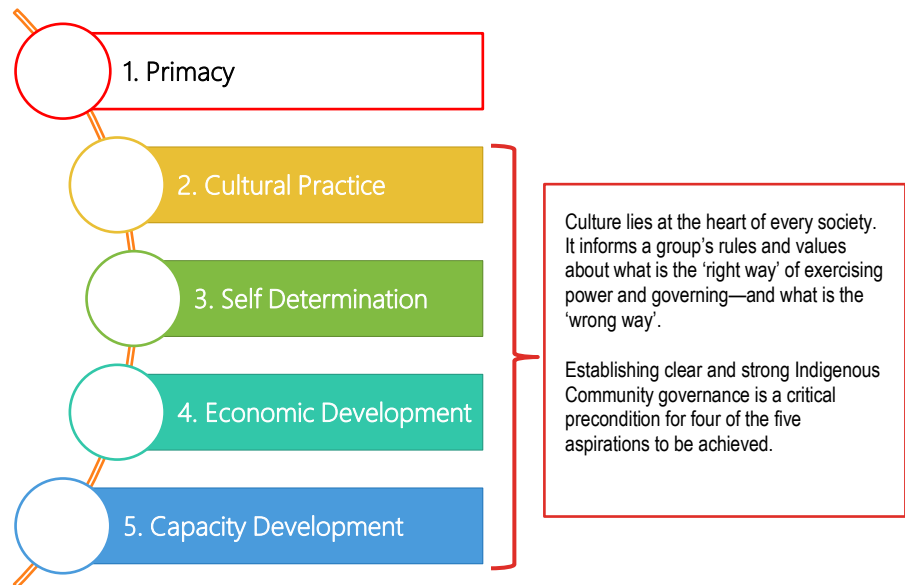 1. Primacy
2. Cultural Practice
3. Self Determination
4. Economic Development
5. Capacity Development
Culture lies at the heart of every society.
It informs a group’s rules and values
about what is the ‘right way’ of exercising
power and governing—and what is the
‘wrong way’.
Establishing clear and strong Indigenous
Community governance is a critical
precondition for four of the five
aspirations to be achieved.